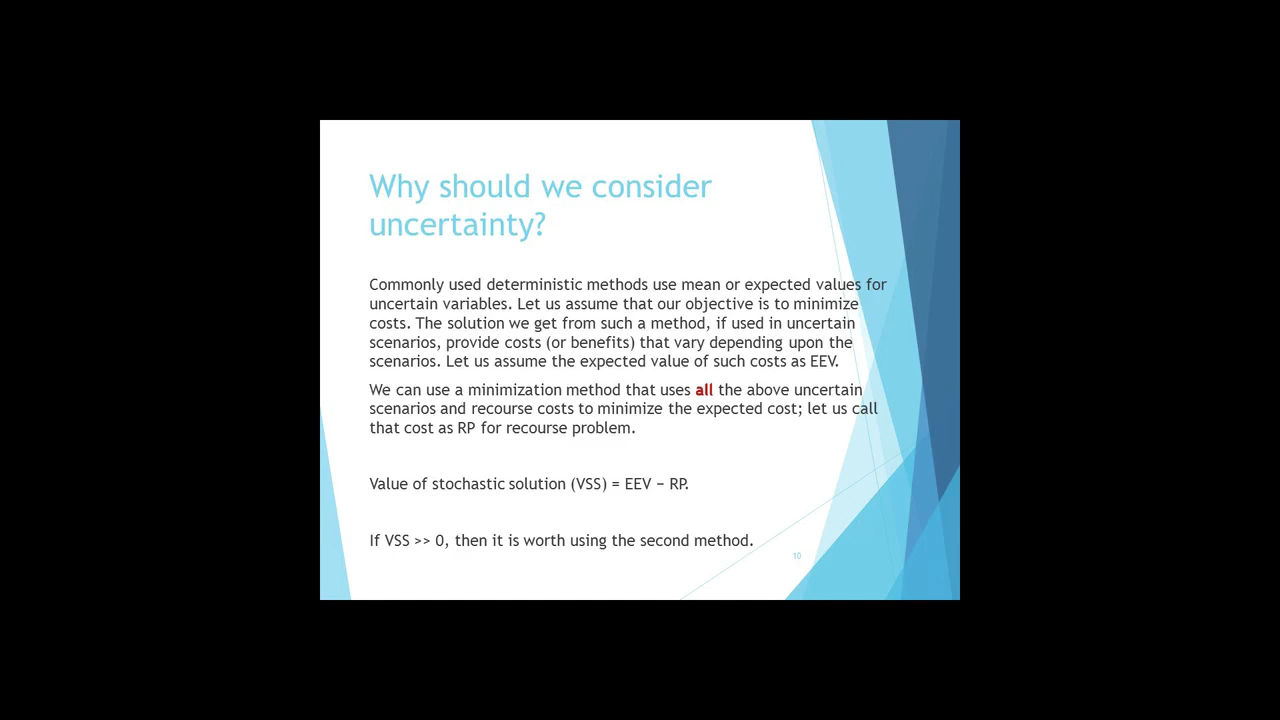 Why should we consider
uncertainty?
Commonly used deterministic methods use mean or expected values for
uncertain variables. Let us assume that our objective is to minimize
costs. The solution we get from such a method, if used in uncertain
scenarios, provide costs (or benefits) that vary depending upon the
scenarios. Let us assume the expected value of such costs as EEV.
We can use a minimization method that uses all the above uncertain
scenarios and recourse costs to minimize the expected cost; let us call
that cost as RP for recourse problem.
Value of stochastic solution (VSS) = EEV – RP.
If VSS >> 0, then it is worth using the second method.
10